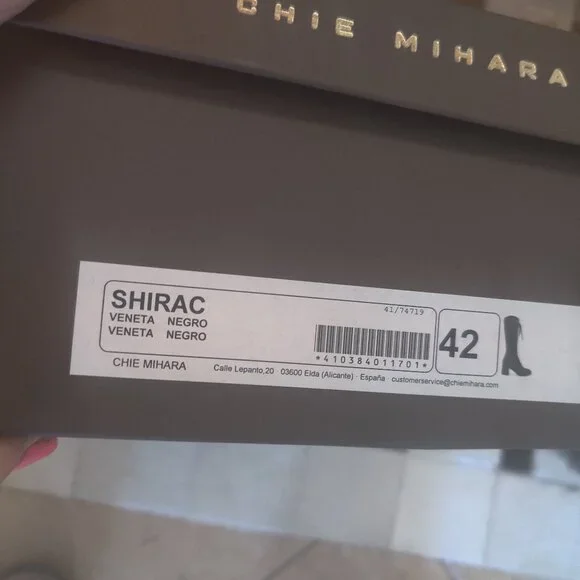 CHIE MIHARA
SHIRAC
VENETA NEGRO
VENETA NEGRO
41/74719
*410384011701*
42
CHIE MIHARA
Calle Lepanto,20 · 03600 Elda (Alicante) · España · customerservice@chiemihara.com